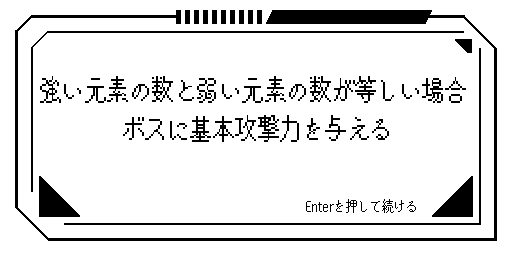 強い元素の数と弱い元素の数が等しい場合
ボスに基本攻撃力を与える
Enterを押して続ける